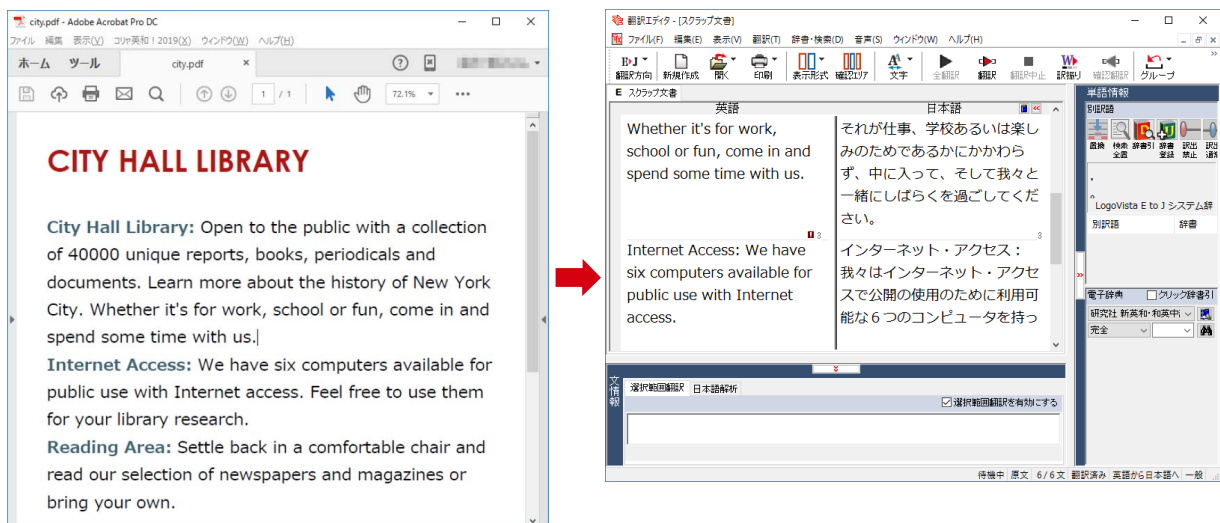 city.pdf - Adobe Acrobat Pro DC
ファイル 編集 表示(V) コリャ英和！2019(X) ウィンドウ(W) ヘルプ(H)
ホーム ツール city.pdf ×
1 / 1 72.1%
CITY HALL LIBRARY
City Hall Library: Open to the public with a collection
of 40000 unique reports, books, periodicals and
documents. Learn more about the history of New York
City. Whether it's for work, school or fun, come in and
spend some time with us.
Internet Access: We have six computers available for
public use with Internet access. Feel free to use them
for your library research.
Reading Area: Settle back in a comfortable chair and
read our selection of newspapers and magazines or
bring your own.
翻訳エディタ - [スクラップ文書]
ファイル(F) 編集(E) 表示(V) 翻訳(T) 辞書・検索(D) 音声(S) ウィンドウ(W) ヘルプ(H)
翻訳方向 新規作成 開く 印刷 表示形式 確認エリア 文字 全翻訳 翻訳 翻訳中止 訳振り 確認翻訳 グループ
E スクラップ文書
英語 日本語
Whether it's for work,
school or fun, come in and
spend some time with us.
3
それが仕事、学校あるいは楽し
みのためであるかにかかわら
ず、中に入って、そして我々と
一緒にしばらくを過ごしてくだ
さい。
3
Internet Access: We have
six computers available for
public use with Internet
access.
インターネット・アクセス：
我々はインターネット・アクセ
スで公開の使用のために利用可
能な６つのコンピュータを持っ
単語情報
別訳語
置換 検索 辞書引 辞書 訳出
全置 登録 禁止
LogoVista E to J システム辞
別訳語 辞書
電子辞典 クリック辞書引
研究社 新英和・和英中
完全
文情報
選択範囲翻訳 日本語解析
選択範囲翻訳を有効にする
待機中 原文 6/6文 翻訳済み 英語から日本語へ 一般